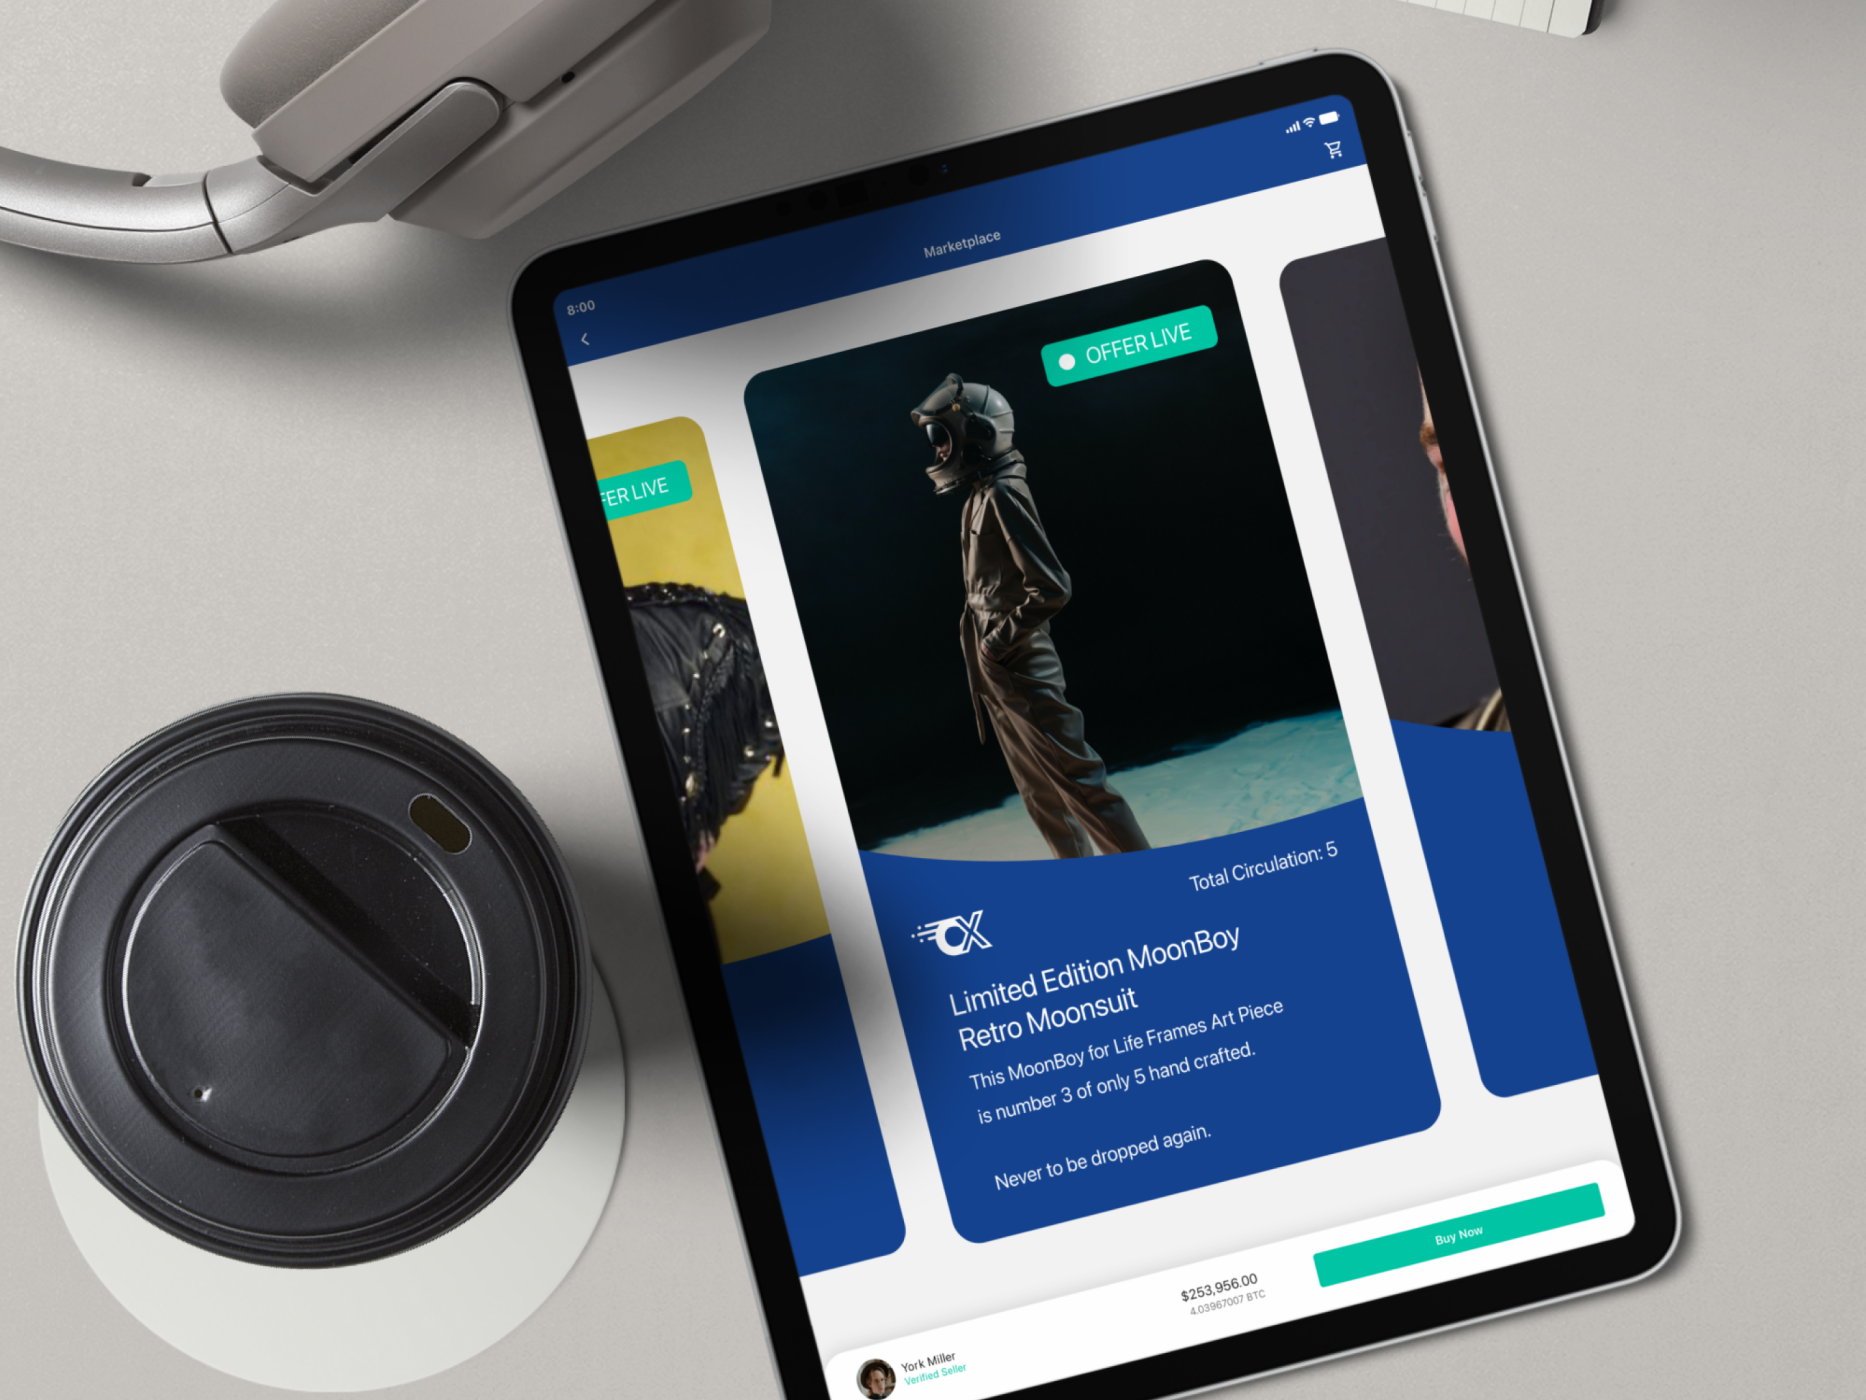 8:00
Marketplace
FER LIVE
OFFER LIVE
Total Circulation: 5
CX
Limited Edition MoonBoy
Retro Moonsuit
This MoonBoy for Life Frames Art Piece
is number 3 of only 5 hand crafted.
Never to be dropped again.
York Miller
Verified Seller
$253,956.00
4.03967007 BTC
Buy Now